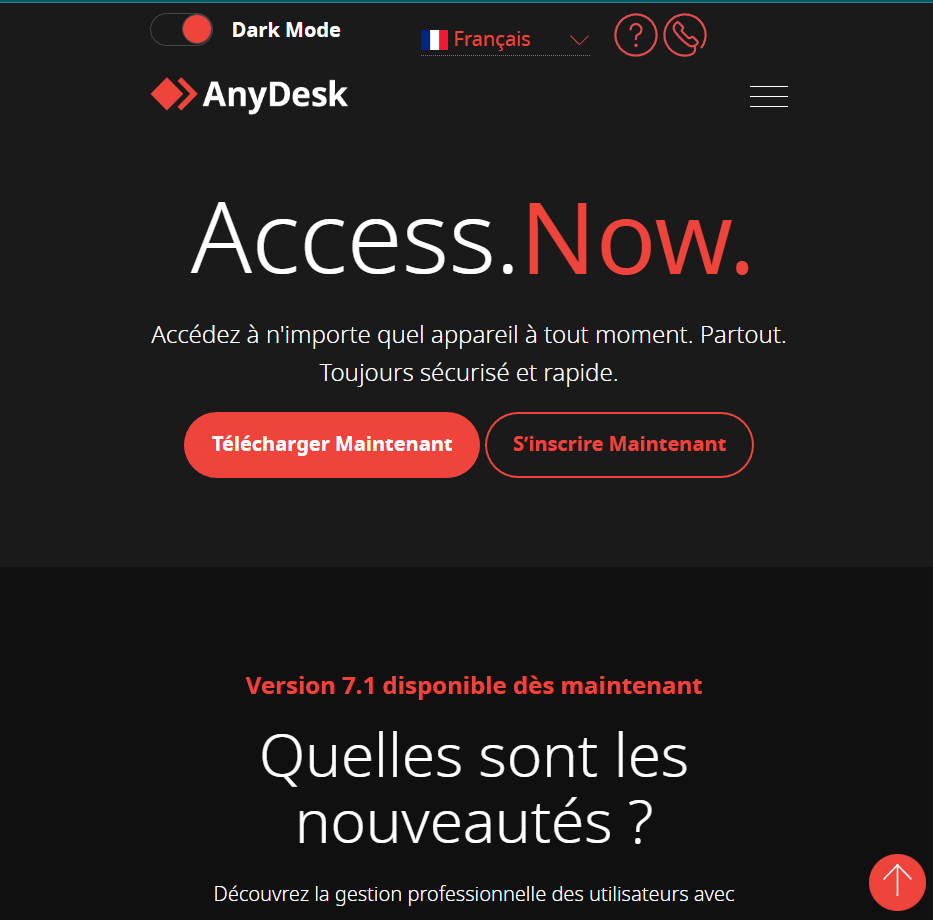 Dark Mode
Français
AnyDesk
Access.Now.
Accédez à n'importe quel appareil à tout moment. Partout.
Toujours sécurisé et rapide.
Télécharger Maintenant
S’inscrire Maintenant
Version 7.1 disponible dès maintenant
Quelles sont les
nouveautés ?
Découvrez la gestion professionnelle des utilisateurs avec